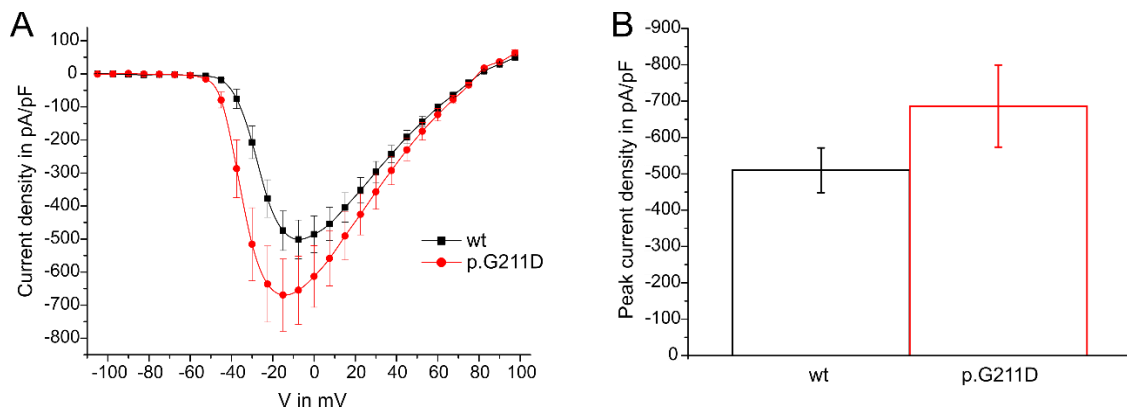 A
Current density in pA/pF
100
0
-100
-200
-300
-400
-500
-600
-700
-800
-100 -80 -60 -40 -20 0 20 40 60 80 100
V in mV
wt
p.G211D
B
Peak current density in pA/pF
-900
-800
-700
-600
-500
-400
-300
-200
-100
0
wt p.G211D